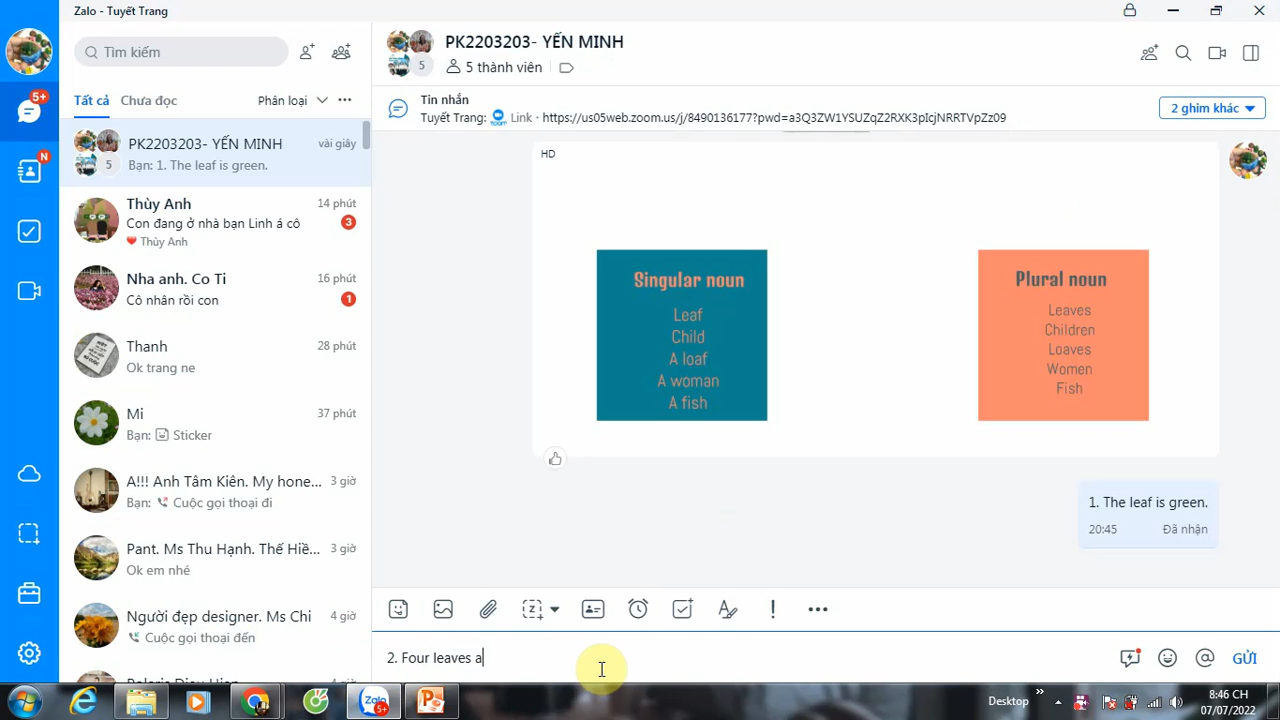 Zalo - Tuyết Trang
Tìm kiếm
Tất cả
Chưa đọc
Phân loại
5+
N
PK2203203- YẾN MINH
vài giây
Bạn: 1. The leaf is green.
5
Thùy Anh
14 phút
Con đang ở nhà bạn Linh á cô
3
Thùy Anh
Nha anh. Co Ti
16 phút
Cô nhân rồi con
1
Thanh
28 phút
Ok trang ne
Mi
37 phút
Bạn: Sticker
A!!! Anh Tâm Kiên. My hone...
3 giờ
Bạn: Cuộc gọi thoại đi
Pant. Ms Thu Hạnh. Thế Hiề...
3 giờ
Ok em nhé
Người đẹp designer. Ms Chi
4 giờ
Cuộc gọi thoại đến
PK2203203- YẾN MINH
5
5 thành viên
Tin nhắn
Tuyết Trang: zoom Link · https://us05web.zoom.us/j/8490136177?pwd=a3Q3ZW1YSUZqZ2RXK3pIcjNRRTVpZz09
2 ghim khác
HD
Singular noun
Leaf
Child
A loaf
A woman
A fish
Plural noun
Leaves
Children
Loaves
Women
Fish
1. The leaf is green.
20:45
Đã nhận
2. Four leaves a
GỬI
Zalo
5+
Desktop
8:46 CH
07/07/2022